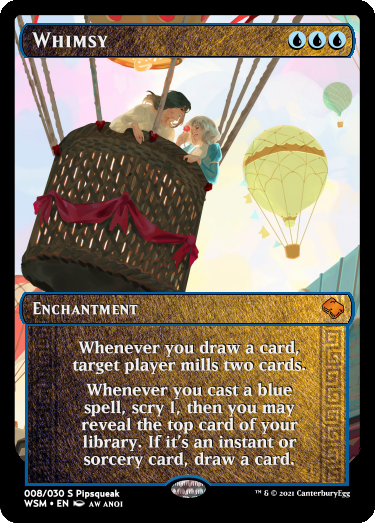 Whimsy
Enchantment
Whenever you draw a card,
target player mills two cards.
Whenever you cast a blue
spell, scry 1, then you may
reveal the top card of your
library. If it's an instant or
sorcery card, draw a card.
008/030 S Pipsqueak
WSM • EN AW ANOI
™ & © 2021 CanterburyEgg